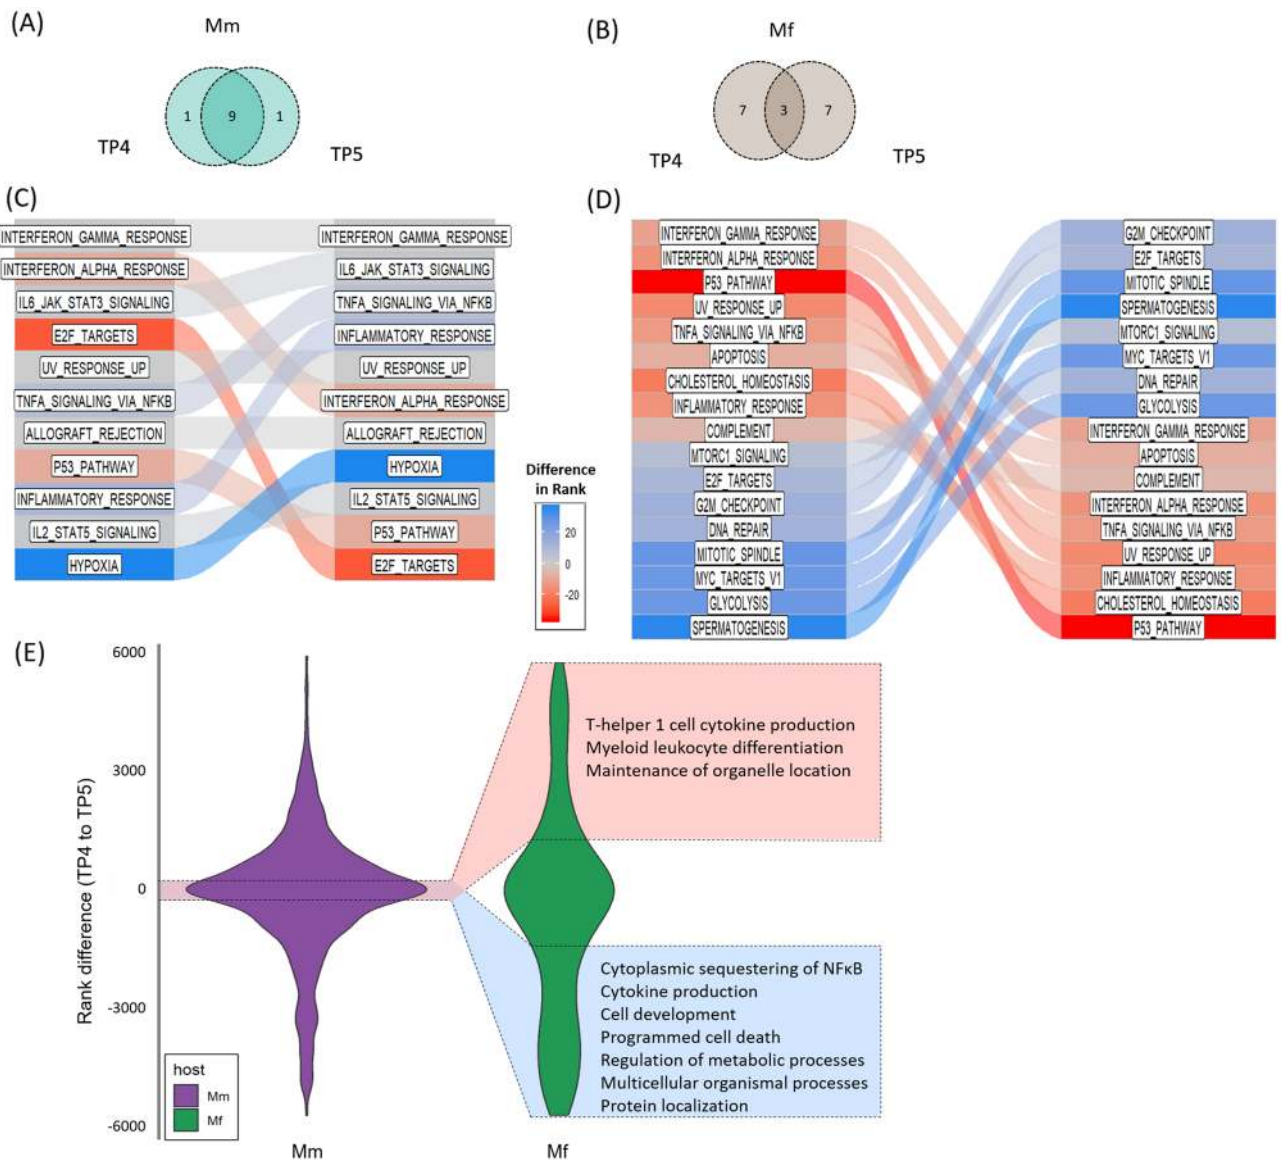 (A)
Mm
1
9
1
TP4
TP5
(B)
Mf
7
3
7
TP4
TP5
(C)
INTERFERON_GAMMA_RESPONSE
INTERFERON_ALPHA_RESPONSE
IL6_JAK_STAT3_SIGNALING
E2F_TARGETS
UV_RESPONSE_UP
TNFA_SIGNALING_VIA_NFKB
ALLOGRAFT_REJECTION
P53_PATHWAY
INFLAMMATORY_RESPONSE
IL2_STAT5_SIGNALING
HYPOXIA
INTERFERON_GAMMA_RESPONSE
IL6_JAK_STAT3_SIGNALING
TNFA_SIGNALING_VIA_NFKB
INFLAMMATORY_RESPONSE
UV_RESPONSE_UP
INTERFERON_ALPHA_RESPONSE
ALLOGRAFT_REJECTION
HYPOXIA
IL2_STAT5_SIGNALING
P53_PATHWAY
E2F_TARGETS
Difference
in Rank
20
0
-20
(D)
INTERFERON_GAMMA_RESPONSE
INTERFERON_ALPHA_RESPONSE
P53_PATHWAY
UV_RESPONSE_UP
TNFA_SIGNALING_VIA_NFKB
APOPTOSIS
CHOLESTEROL_HOMEOSTASIS
INFLAMMATORY_RESPONSE
COMPLEMENT
MTORC1_SIGNALING
E2F_TARGETS
G2M_CHECKPOINT
DNA_REPAIR
MITOTIC_SPINDLE
MYC_TARGETS_V1
GLYCOLYSIS
SPERMATOGENESIS
G2M_CHECKPOINT
E2F_TARGETS
MITOTIC_SPINDLE
SPERMATOGENESIS
MTORC1_SIGNALING
MYC_TARGETS_V1
DNA_REPAIR
GLYCOLYSIS
INTERFERON_GAMMA_RESPONSE
APOPTOSIS
COMPLEMENT
INTERFERON_ALPHA_RESPONSE
TNFA_SIGNALING_VIA_NFKB
UV_RESPONSE_UP
INFLAMMATORY_RESPONSE
CHOLESTEROL_HOMEOSTASIS
P53_PATHWAY
(E)
Rank difference (TP4 to TP5)
6000
3000
0
-3000
-6000
host
Mm
Mf
Mm
Mf
T-helper 1 cell cytokine production
Myeloid leukocyte differentiation
Maintenance of organelle location
Cytoplasmic sequestering of NFκB
Cytokine production
Cell development
Programmed cell death
Regulation of metabolic processes
Multicellular organismal processes
Protein localization